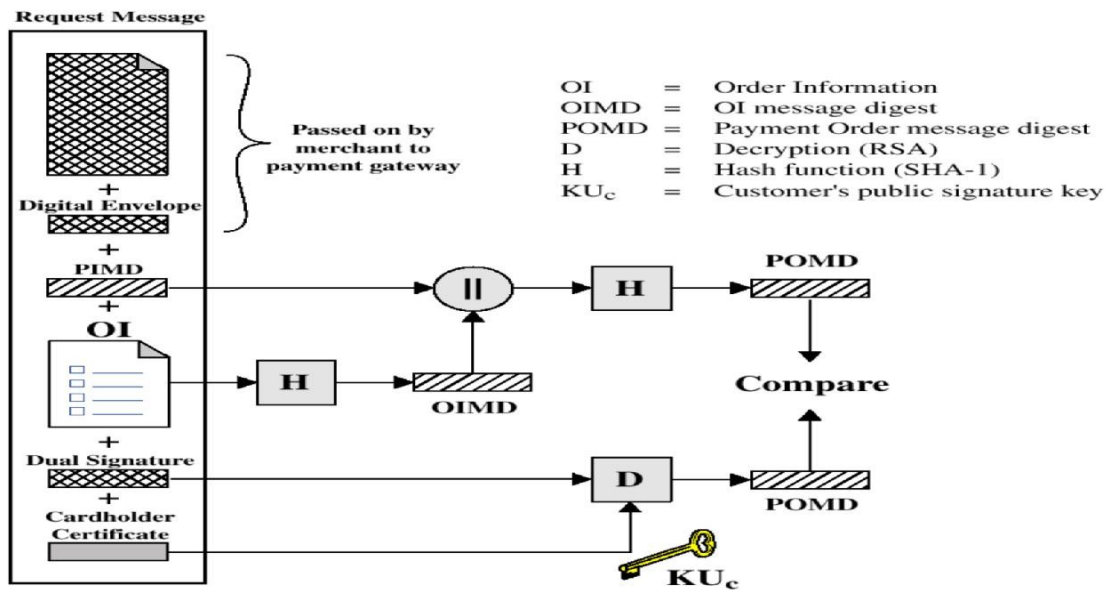 Request Message
+
Digital Envelope
+
PIMD
+
OI
+
Dual Signature
+
Cardholder
Certificate
Passed on by
merchant to
payment gateway
OI = Order Information
OIMD = OI message digest
POMD = Payment Order message digest
D = Decryption (RSA)
H = Hash function (SHA-1)
KUc = Customer's public signature key
||
H
POMD
H
OIMD
Compare
D
POMD
KUc